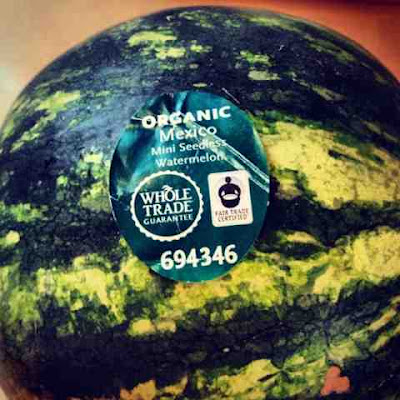 ORGANIC
Mexico
Mini Seedless
Watermelon
WHOLE
TRADE
GUARANTEE
FAIR TRADE
CERTIFIED
694346